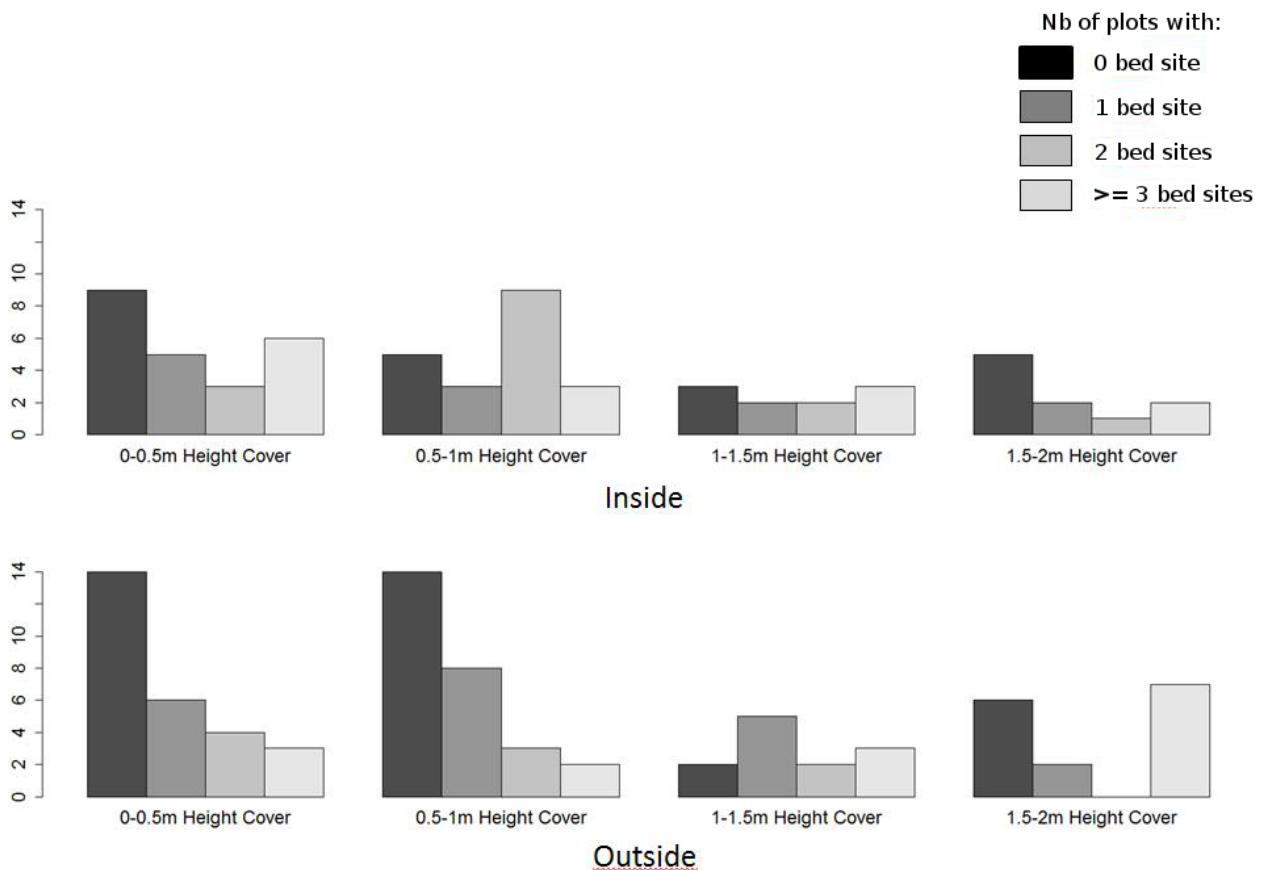 Nb of plots with:
0 bed site
1 bed site
2 bed sites
>= 3 bed sites
14
10
8
6
4
2
0
0-0.5m Height Cover
0.5-1m Height Cover
1-1.5m Height Cover
1.5-2m Height Cover
Inside
14
10
8
6
4
2
0
0-0.5m Height Cover
0.5-1m Height Cover
1-1.5m Height Cover
1.5-2m Height Cover
Outside